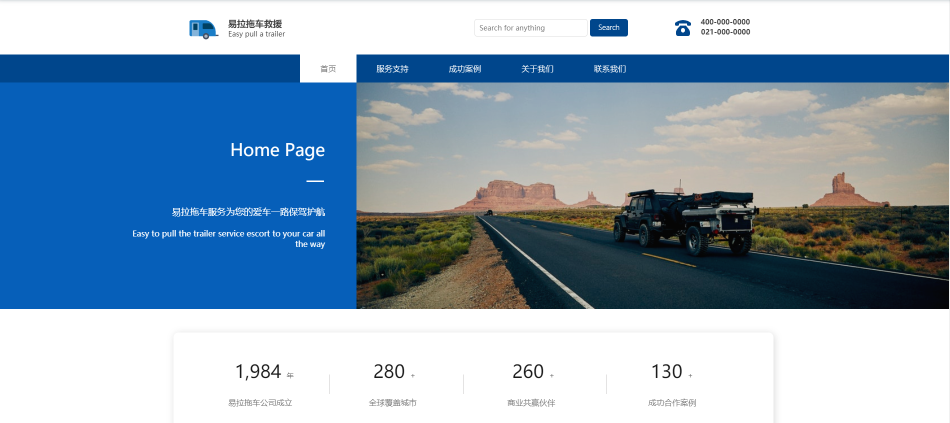 易拉拖车救援
Easy pull a trailer
Search for anything
Search
400-000-0000
021-000-0000
首页
服务支持
成功案例
关于我们
联系我们
Home Page
易拉拖车服务为您的爱车一路保驾护航
Easy to pull the trailer service escort to your car all
the way
1,984 年
280 +
260 +
130 +
易拉拖车公司成立
全球覆盖城市
商业共赢伙伴
成功合作案例